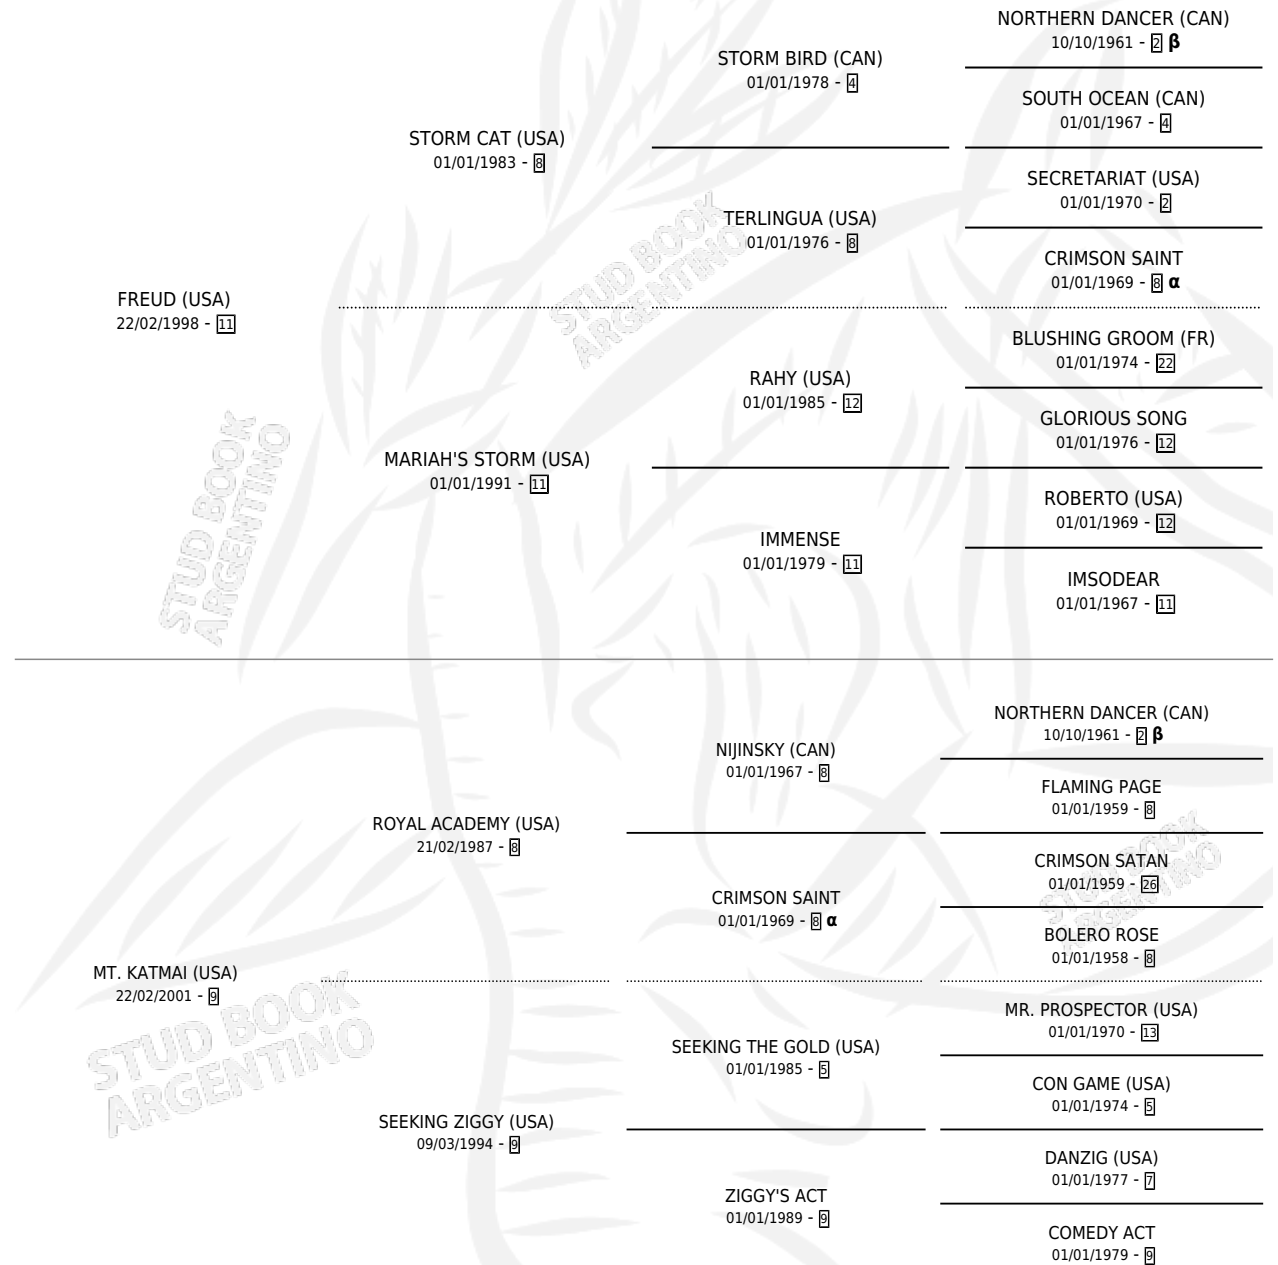 NORTHERN DANCER (CAN)
10/10/1961 - 2 β
STORM BIRD (CAN)
01/01/1978 - 4
SOUTH OCEAN (CAN)
01/01/1967 - 4
STORM CAT (USA)
01/01/1983 - 8
SECRETARIAT (USA)
01/01/1970 - 2
TERLINGUA (USA)
01/01/1976 - 8
CRIMSON SAINT
01/01/1969 - 8 α
FREUD (USA)
22/02/1998 - 11
BLUSHING GROOM (FR)
01/01/1974 - 22
RAHY (USA)
01/01/1985 - 12
GLORIOUS SONG
01/01/1976 - 12
MARIAH'S STORM (USA)
01/01/1991 - 11
ROBERTO (USA)
01/01/1969 - 12
IMMENSE
01/01/1979 - 11
IMSODEAR
01/01/1967 - 11
STUD BOOK
ARGENTINO
STUD BOOK
ARGENTINO
NORTHERN DANCER (CAN)
10/10/1961 - 2 β
NIJINSKY (CAN)
01/01/1967 - 8
FLAMING PAGE
01/01/1959 - 8
ROYAL ACADEMY (USA)
21/02/1987 - 8
CRIMSON SATAN
01/01/1959 - 26
CRIMSON SAINT
01/01/1969 - 8 α
BOLERO ROSE
01/01/1958 - 8
MT. KATMAI (USA)
22/02/2001 - 9
MR. PROSPECTOR (USA)
01/01/1970 - 13
SEEKING THE GOLD (USA)
01/01/1985 - 5
CON GAME (USA)
01/01/1974 - 5
SEEKING ZIGGY (USA)
09/03/1994 - 9
DANZIG (USA)
01/01/1977 - 7
ZIGGY'S ACT
01/01/1989 - 9
COMEDY ACT
01/01/1979 - 9
STUD BOOK
ARGENTINO
STUD BOOK
ARGENTINO